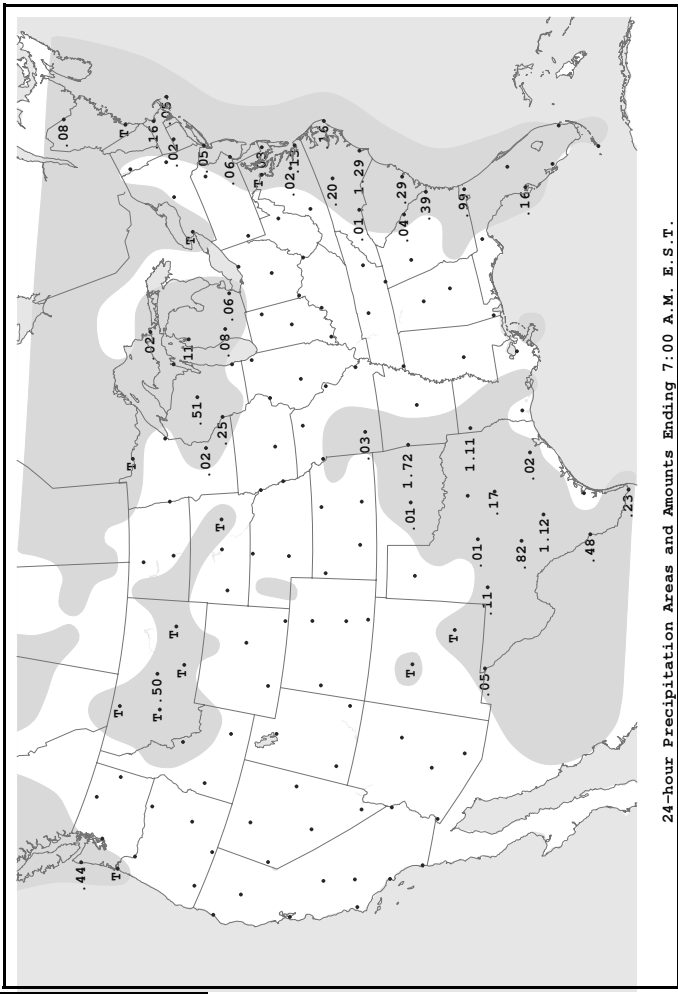 .08
.44
T
T
T
T
.02
.16
T .50
.05
.02
T
T
.11
T
.51
.05
.02
T
.25
.08
.06
.06
T
.03
.02
.13
.16
.20
.01 1.29
.03
.29
.04
T
.01 1.72
.39
T
.99
1.11
.01
.05
.11
.17
.82
.16
.02
1.12
.48
.23
24-hour Precipitation Areas and Amounts Ending 7:00 A.M. E.S.T.